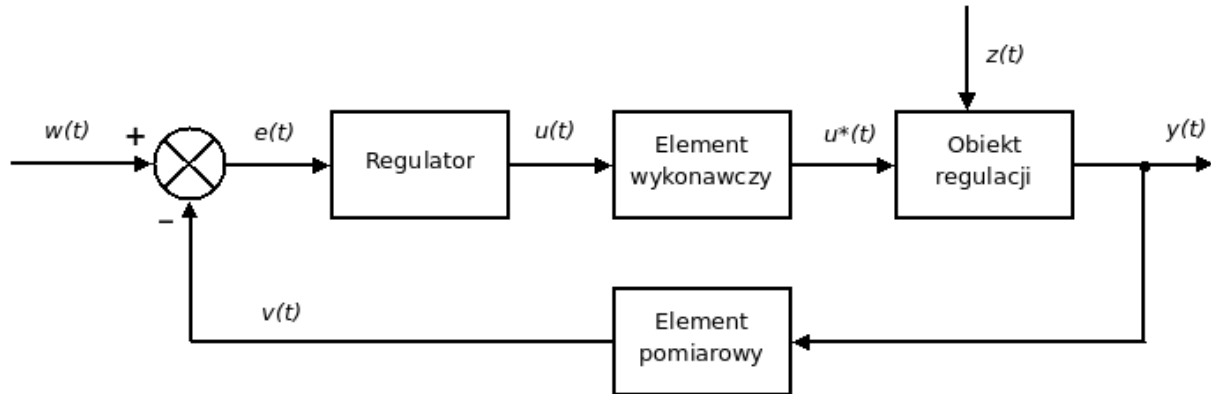 z(t)
w(t)
+
e(t)
Regulator
u(t)
Element
wykonawczy
u*(t)
Obiekt
regulacji
y(t)
–
v(t)
Element
pomiarowy